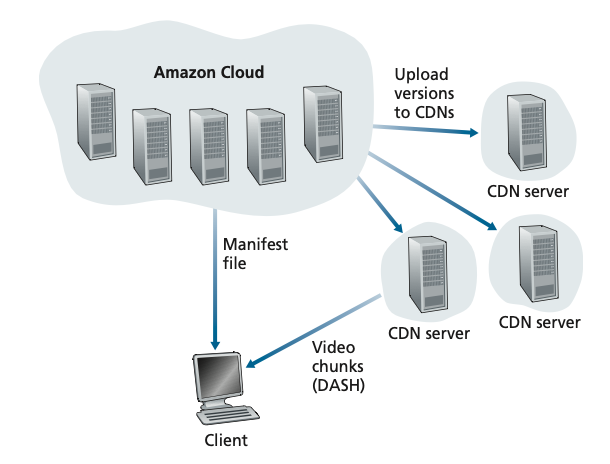 Amazon Cloud
Upload
versions
to CDNs
CDN server
Manifest
file
CDN server
CDN server
Video
chunks
(DASH)
Client